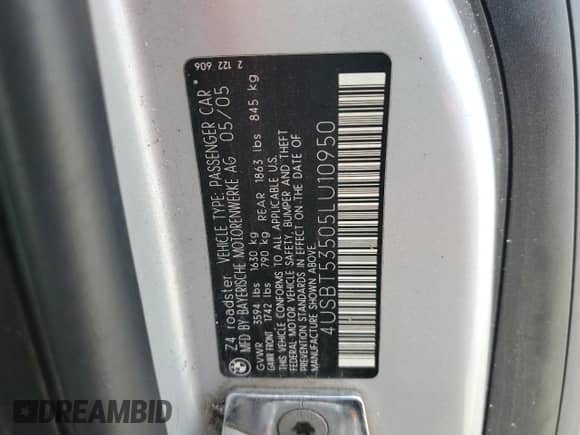 2 122 606
Z4 roadster VEHICLE TYPE: PASSENGER CAR
MFD BY BAYERISCHE MOTORENWERKE AG 05/05
GVWR 3594 lbs 1630 kg
GAWR FRONT 1742 lbs 790 kg REAR 1863 lbs 845 kg
THIS VEHICLE CONFORMS TO ALL APPLICABLE U.S.
FEDERAL MOTOR VEHICLE SAFETY, BUMPER AND THEFT
PREVENTION STANDARDS IN EFFECT ON THE DATE OF
MANUFACTURE SHOWN ABOVE.
4USBT53505LU10950
DREAMBID